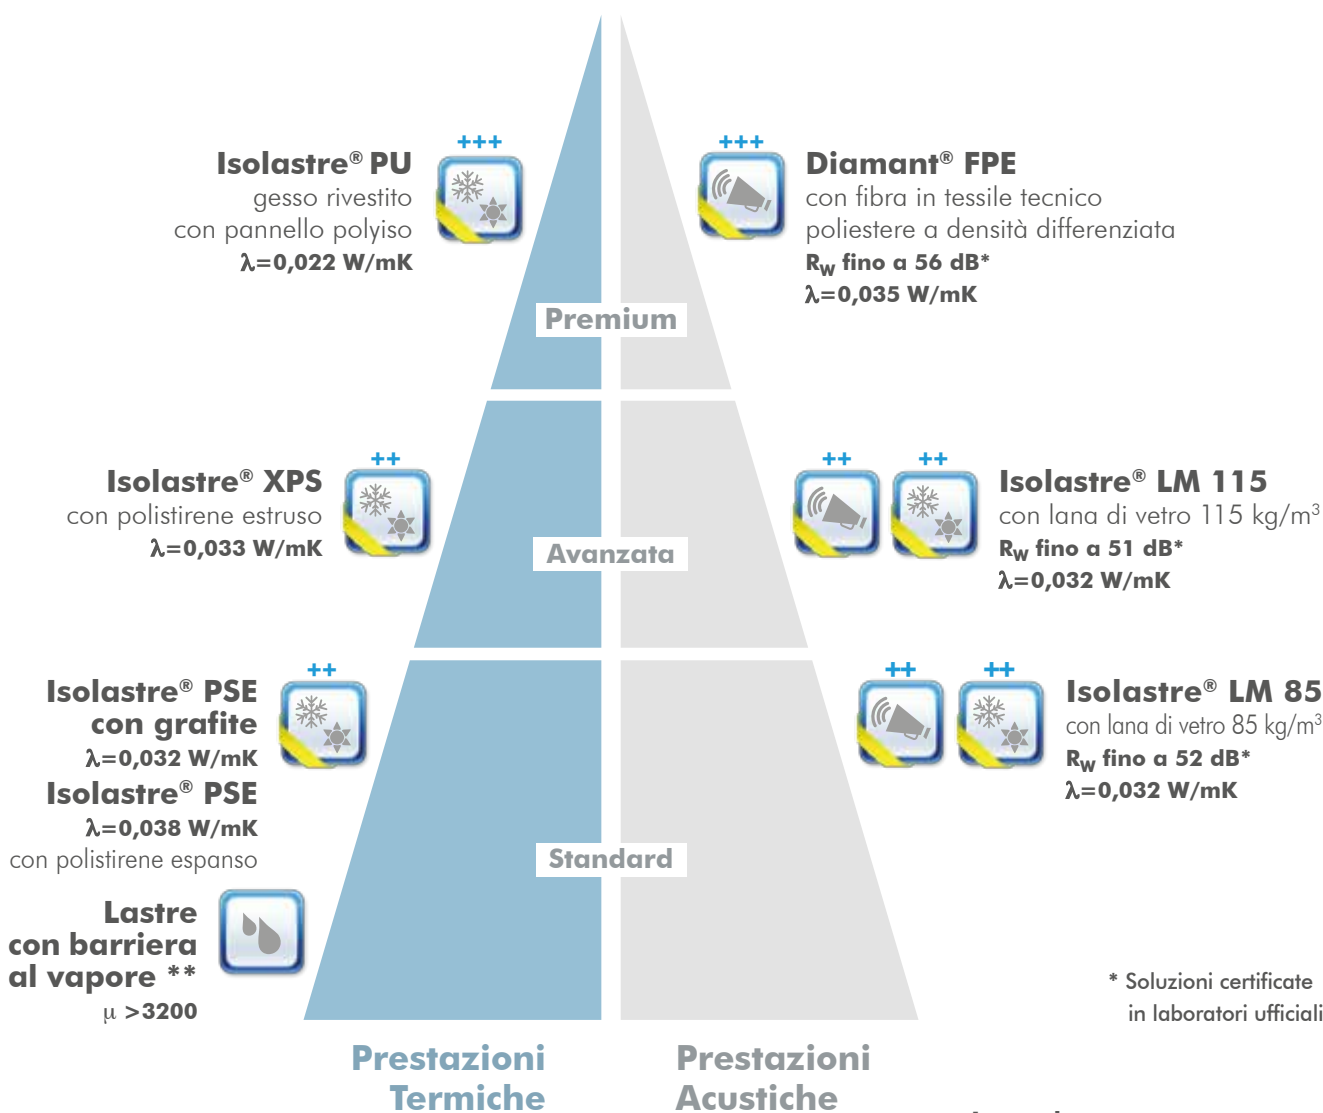 +++
Isolastre® PU
gesso rivestito
con pannello polyiso
λ=0,022 W/mK
+++
Diamant® FPE
con fibra in tessile tecnico
poliestere a densità differenziata
Rw fino a 56 dB*
λ=0,035 W/mK
Premium
++
Isolastre® XPS
con polistirene estruso
λ=0,033 W/mK
++ ++
Isolastre® LM 115
con lana di vetro 115 kg/m³
Rw fino a 51 dB*
λ=0,032 W/mK
Avanzata
++
Isolastre® PSE
con grafite
λ=0,032 W/mK
Isolastre® PSE
λ=0,038 W/mK
con polistirene espanso
++ ++
Isolastre® LM 85
con lana di vetro 85 kg/m³
Rw fino a 52 dB*
λ=0,032 W/mK
Standard
Lastre
con barriera
al vapore **
μ >3200
* Soluzioni certificate
in laboratori ufficiali
Prestazioni
Termiche
Prestazioni
Acustiche